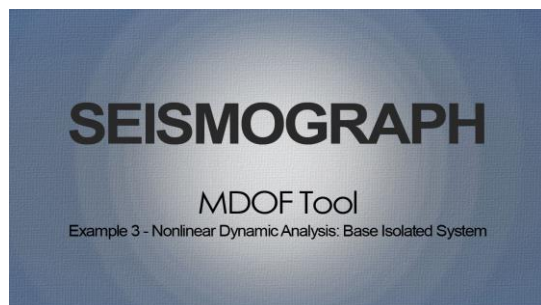 SEISMOGRAPH
MDOF Tool
Example 3 - Nonlinear Dynamic Analysis: Base Isolated System